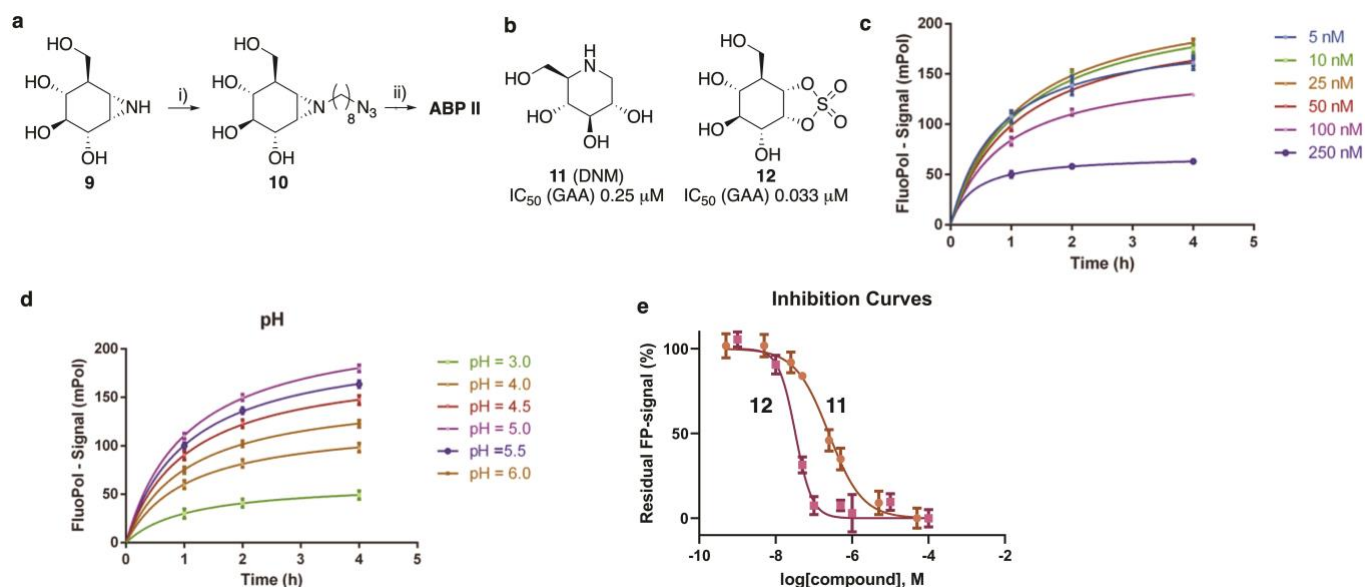 a
HO
HO
HO
NH
OH
9
i)
HO
HO
HO
N
( )
8
N3
OH
10
ii)
ABP II
b
H
N
HO
HO
OH
OH
11 (DNM)
IC50 (GAA) 0.25 μM
HO
HO
HO
OH
O
O
S
O
O
12
IC50 (GAA) 0.033 μM
c
FluoPol - Signal (mPol)
200
150
100
50
0
0 1 2 3 4 5
Time (h)
5 nM
10 nM
25 nM
50 nM
100 nM
250 nM
d
pH
FluoPol - Signal (mPol)
200
150
100
50
0
0 1 2 3 4 5
Time (h)
pH = 3.0
pH = 4.0
pH = 4.5
pH = 5.0
pH =5.5
pH = 6.0
e
Inhibition Curves
Residual FP-signal (%)
100
50
0
12 11
-10 -8 -6 -4 -2
log[compound], M